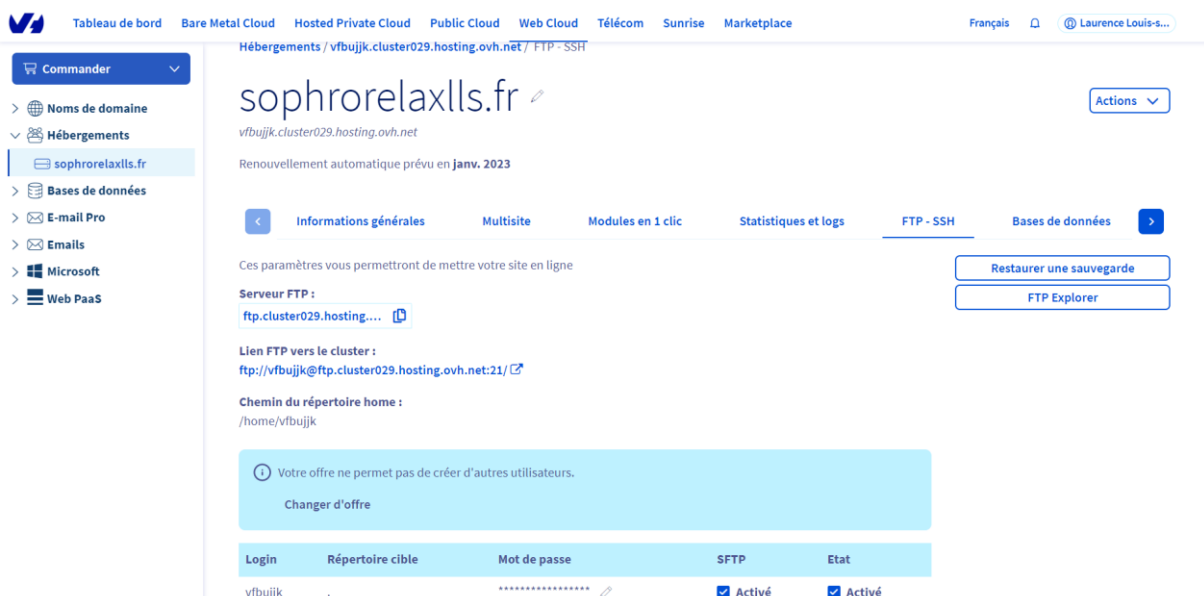 Tableau de bord Bare Metal Cloud Hosted Private Cloud Public Cloud Web Cloud Télécom Sunrise Marketplace Français Laurence Louis-s...
Commander
Noms de domaine
Hébergements
sophrorelaxlls.fr
Bases de données
E-mail Pro
Emails
Microsoft
Web PaaS
Hébergements / vfbujjk.cluster029.hosting.ovh.net / FTP - SSH
sophrorelaxlls.fr
Actions
vfbujjk.cluster029.hosting.ovh.net
Renouvellement automatique prévu en janv. 2023
Informations générales Multisite Modules en 1 clic Statistiques et logs FTP - SSH Bases de données
Ces paramètres vous permettront de mettre votre site en ligne
Restaurer une sauvegarde
FTP Explorer
Serveur FTP :
ftp.cluster029.hosting....
Lien FTP vers le cluster :
ftp://vfbujjk@ftp.cluster029.hosting.ovh.net:21/
Chemin du répertoire home :
/home/vfbujjk
Votre offre ne permet pas de créer d'autres utilisateurs.
Changer d'offre
Login Répertoire cible Mot de passe SFTP Etat
vfbujjk . ***************** Activé Activé